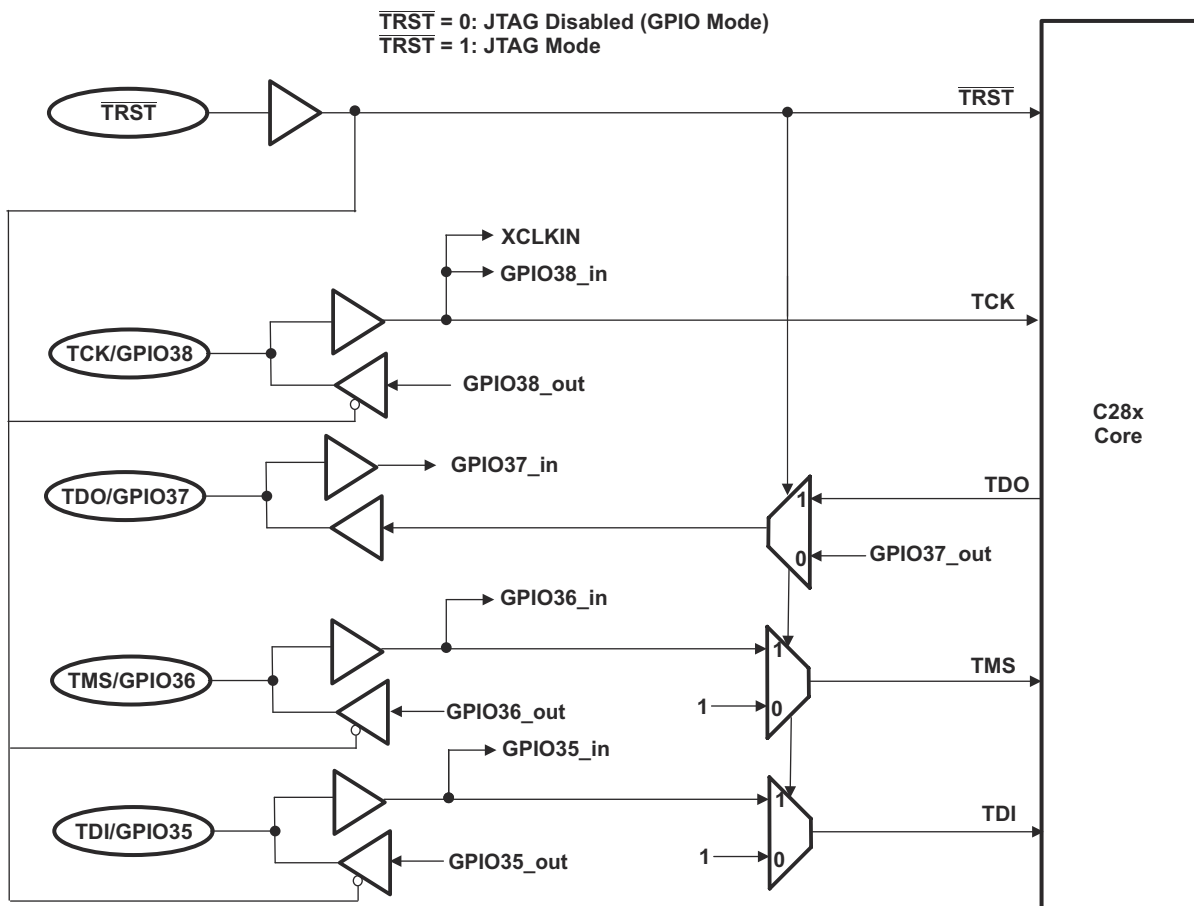 TRST = 0: JTAG Disabled (GPIO Mode)
TRST = 1: JTAG Mode
TRST
TRST
XCLKIN
GPIO38_in
TCK
TCK/GPIO38
GPIO38_out
C28x
Core
GPIO37_in
TDO/GPIO37
TDO
1
0
GPIO37_out
GPIO36_in
1
TMS/GPIO36
TMS
GPIO36_out
1
0
GPIO35_in
1
TDI/GPIO35
TDI
GPIO35_out
1
0